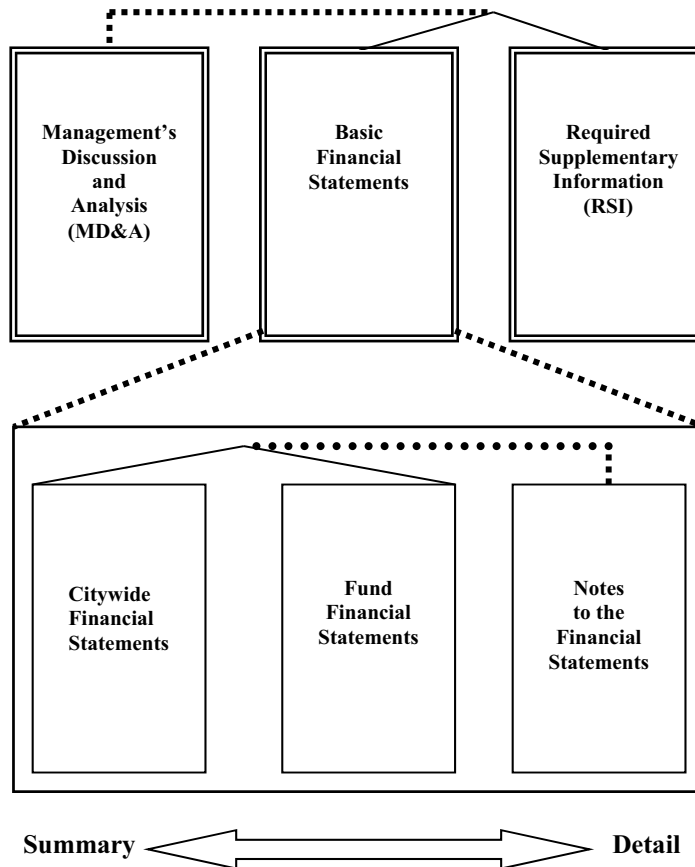 Management's
Discussion
and
Analysis
(MD&A)
Basic
Financial
Statements
Required
Supplementary
Information
(RSI)
Citywide
Financial
Statements
Fund
Financial
Statements
Notes
to the
Financial
Statements
Summary
Detail